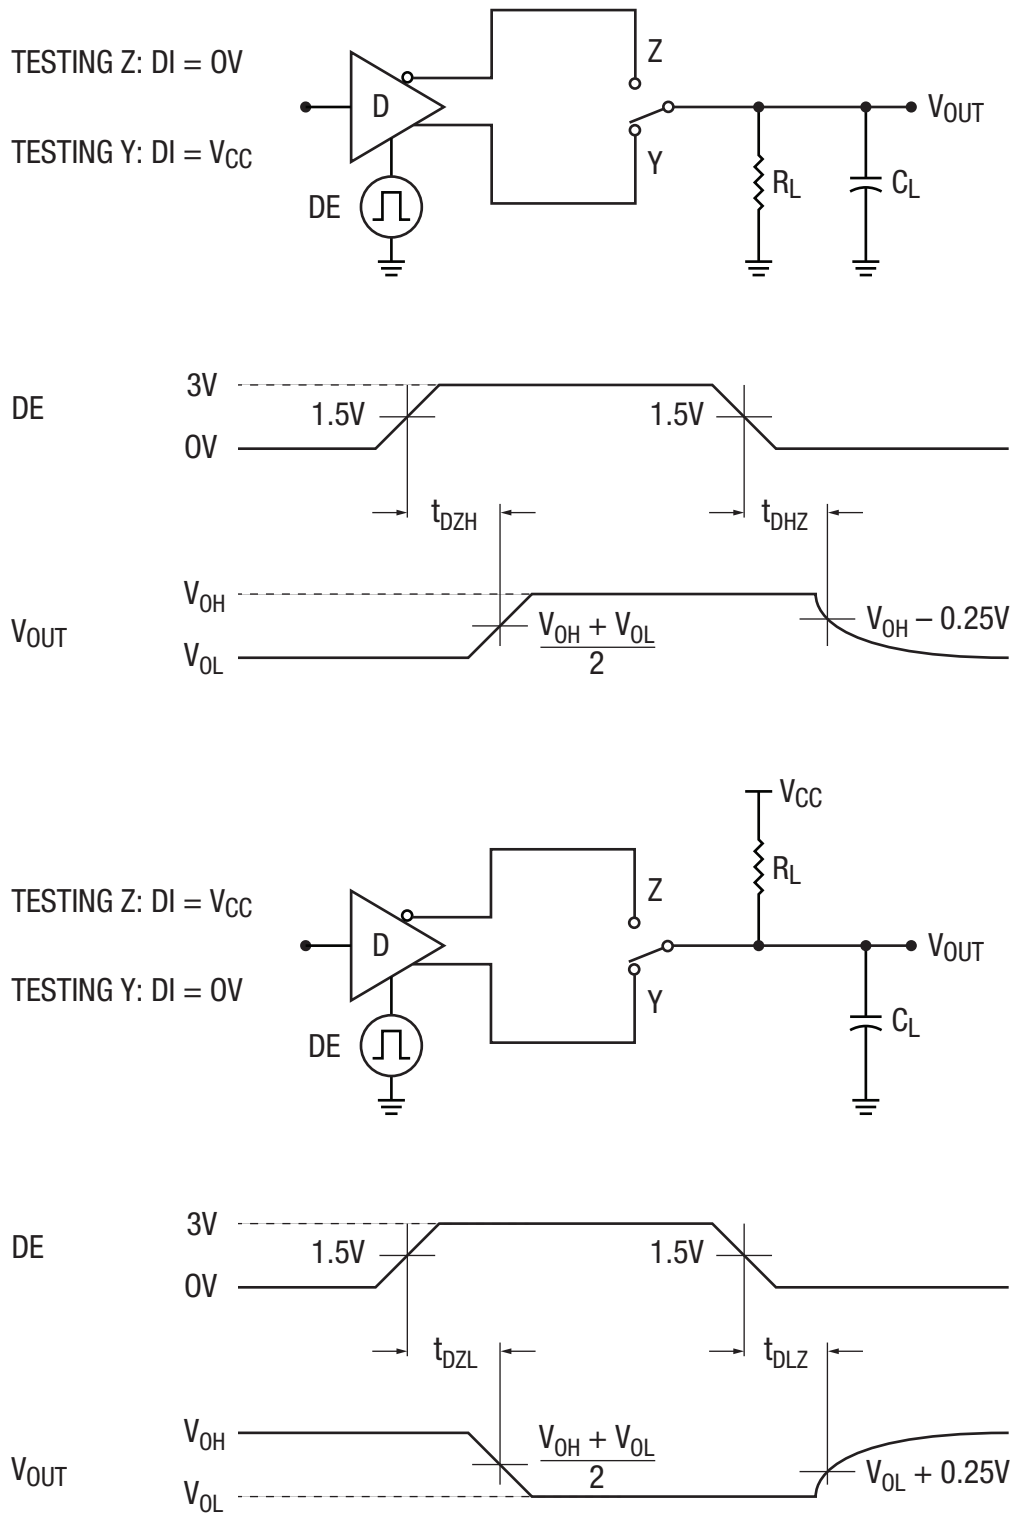 Z
TESTING Z: DI = 0V
D
V_OUT
TESTING Y: DI = V_CC
Y
R_L
C_L
DE
3V
DE
1.5V
1.5V
0V
t_DZH
t_DHZ
V_OH
V_OH + V_OL
V_OH – 0.25V
V_OUT
2
V_OL
V_CC
R_L
Z
TESTING Z: DI = V_CC
D
V_OUT
TESTING Y: DI = 0V
Y
C_L
DE
3V
DE
1.5V
1.5V
0V
t_DZL
t_DLZ
V_OH
V_OH + V_OL
V_OUT
2
V_OL + 0.25V
V_OL